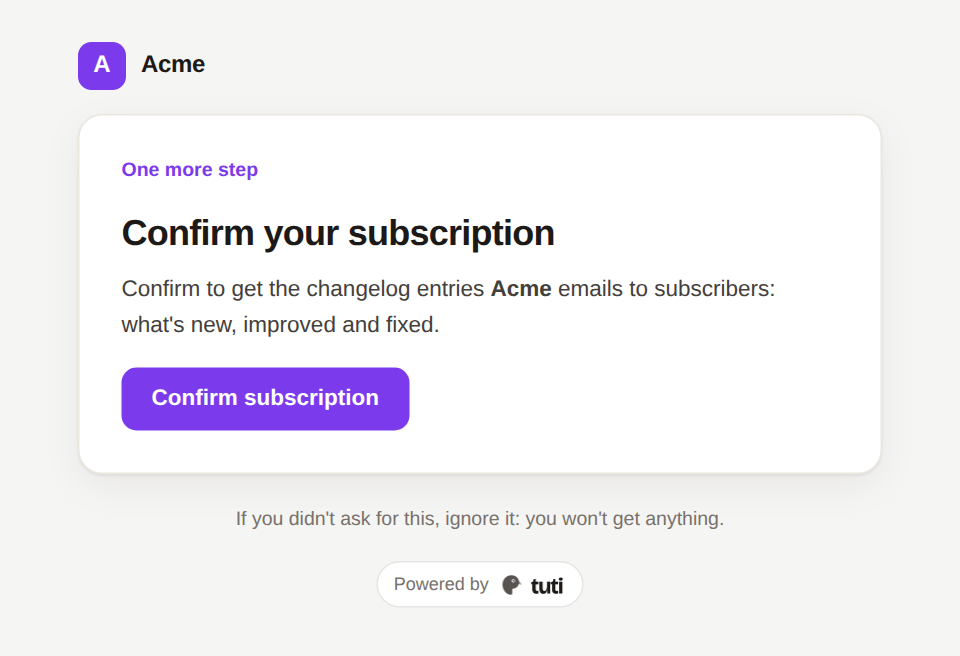 A Acme
One more step
Confirm your subscription
Confirm to get the changelog entries Acme emails to subscribers:
what's new, improved and fixed.
Confirm subscription
If you didn't ask for this, ignore it: you won't get anything.
Powered by tuti